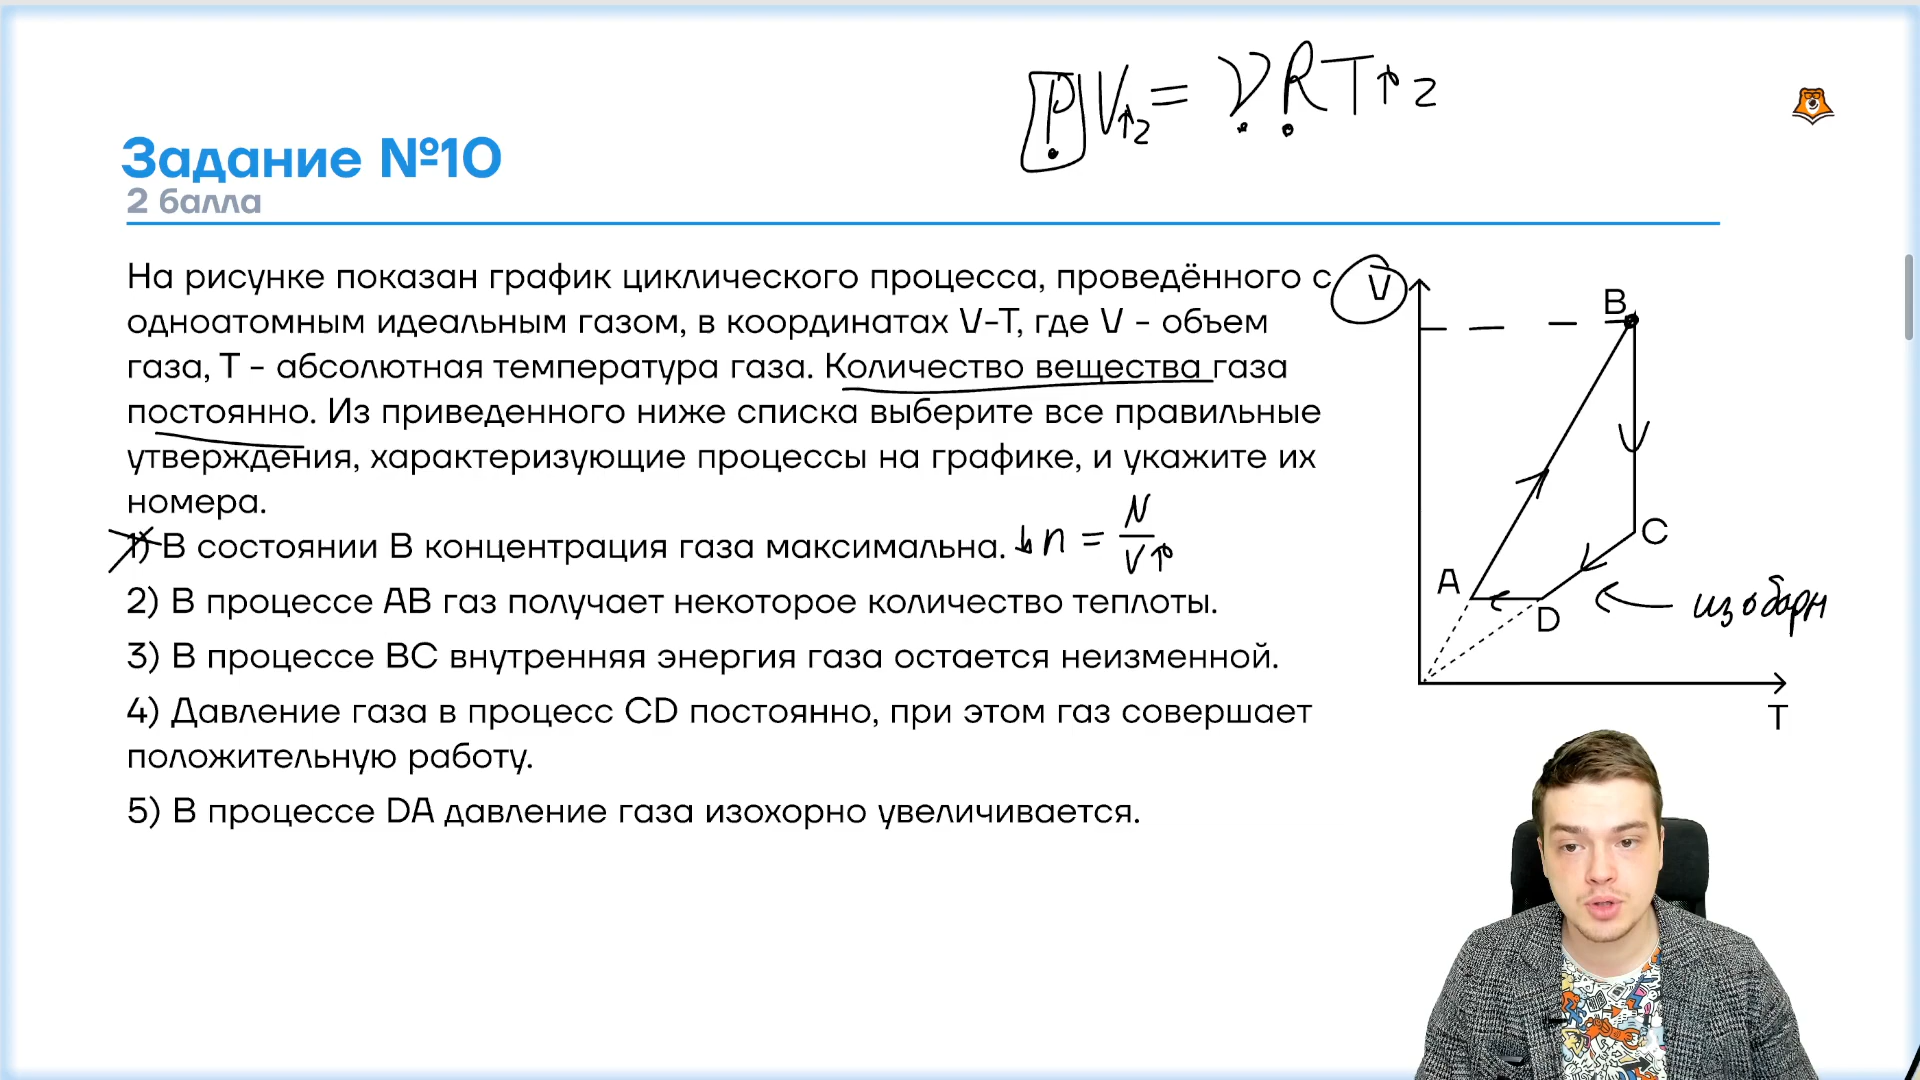 PV↑2 = νRT↑2
Задание №10
2 балла
На рисунке показан график циклического процесса, проведённого с
одноатомным идеальным газом, в координатах V-T, где V - объем
газа, T - абсолютная температура газа. Количество вещества газа
постоянно. Из приведенного ниже списка выберите все правильные
утверждения, характеризующие процессы на графике, и укажите их
номера.
1) В состоянии В концентрация газа максимальна. ↓n = N/V↑
2) В процессе АВ газ получает некоторое количество теплоты.
3) В процессе ВС внутренняя энергия газа остается неизменной.
4) Давление газа в процесс CD постоянно, при этом газ совершает
положительную работу.
5) В процессе DA давление газа изохорно увеличивается.
V
B
C
A
D
изобарн
T